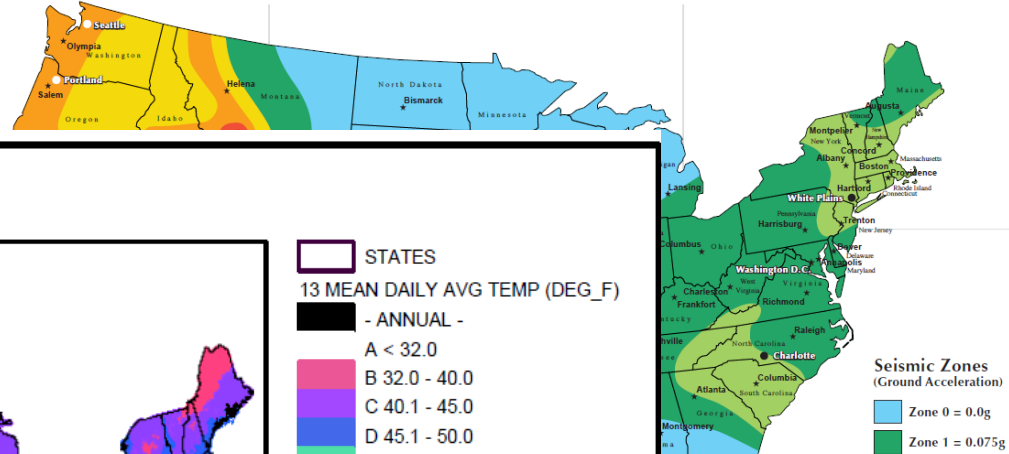 Seattle
Olympia
Washington
Portland
Salem
Oregon
Idaho
Helena
Montana
North Dakota
Bismarck
Minnesota
Maine
Augusta
Vermont
Montpelier
New
Hampshire
New York
Concord
Albany
Boston
Massachusetts
Providence
Lansing
Hartford
Rhode Island
Connecticut
White Plains
Pennsylvania
Trenton
New Jersey
Harrisburg
Columbus
Ohio
Dover
Delaware
Annapolis
Maryland
Washington D.C.
West
Virginia
Virginia
Charleston
Frankfort
Richmond
Raleigh
North Carolina
Charlotte
Columbia
South Carolina
Atlanta
Georgia
Montgomery
STATES
13 MEAN DAILY AVG TEMP (DEG_F)
- ANNUAL -
A < 32.0
B 32.0 - 40.0
C 40.1 - 45.0
D 45.1 - 50.0
Seismic Zones
(Ground Acceleration)
Zone 0 = 0.0g
Zone 1 = 0.075g